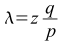 λ = z q/p